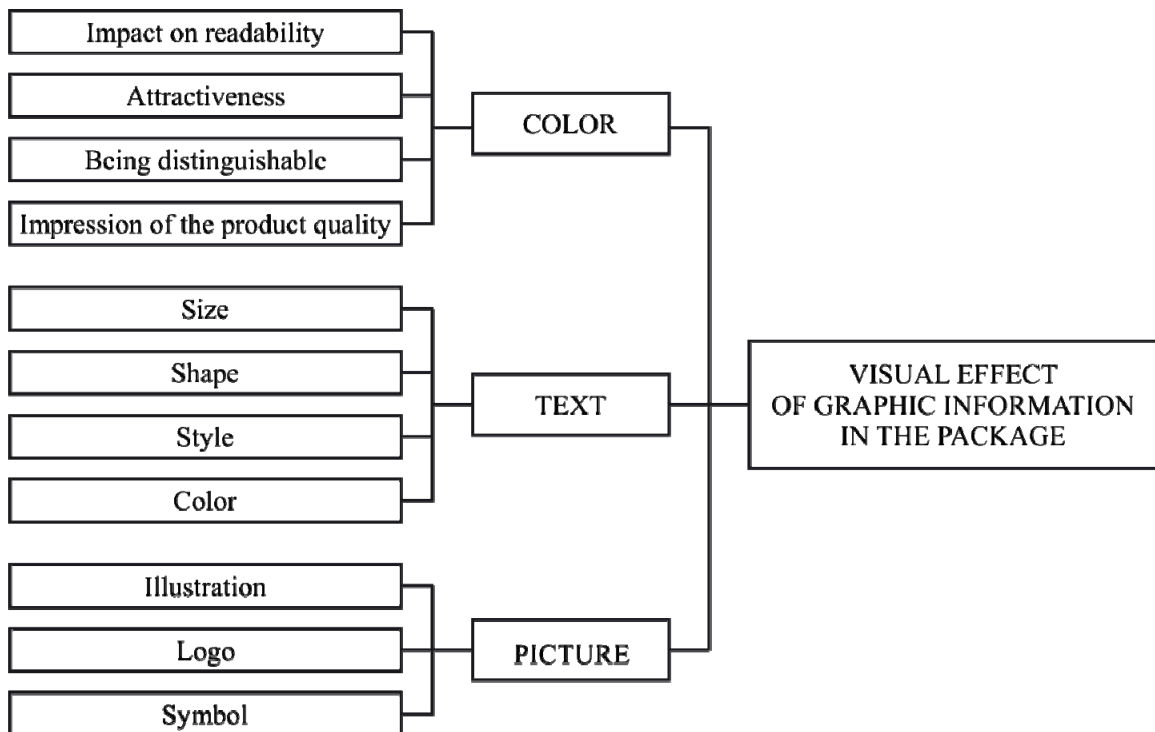 Impact on readability
Attractiveness
Being distinguishable
Impression of the product quality
COLOR
Size
Shape
Style
Color
TEXT
Illustration
Logo
Symbol
PICTURE
VISUAL EFFECT
OF GRAPHIC INFORMATION
IN THE PACKAGE